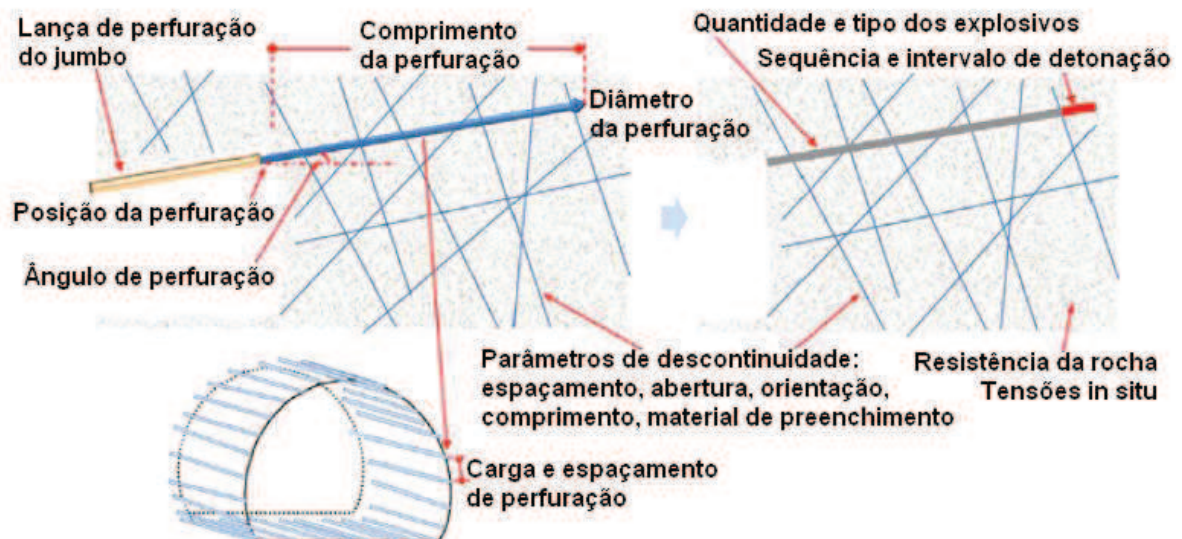 Lança de perfuração
do jumbo
Comprimento
da perfuração
Diâmetro
da perfuração
Posição da perfuração
Ângulo de perfuração
Quantidade e tipo dos explosivos
Sequência e intervalo de detonação
Parâmetros de descontinuidade:
espaçamento, abertura, orientação,
comprimento, material de preenchimento
Resistência da rocha
Tensões in situ
Carga e espaçamento
de perfuração